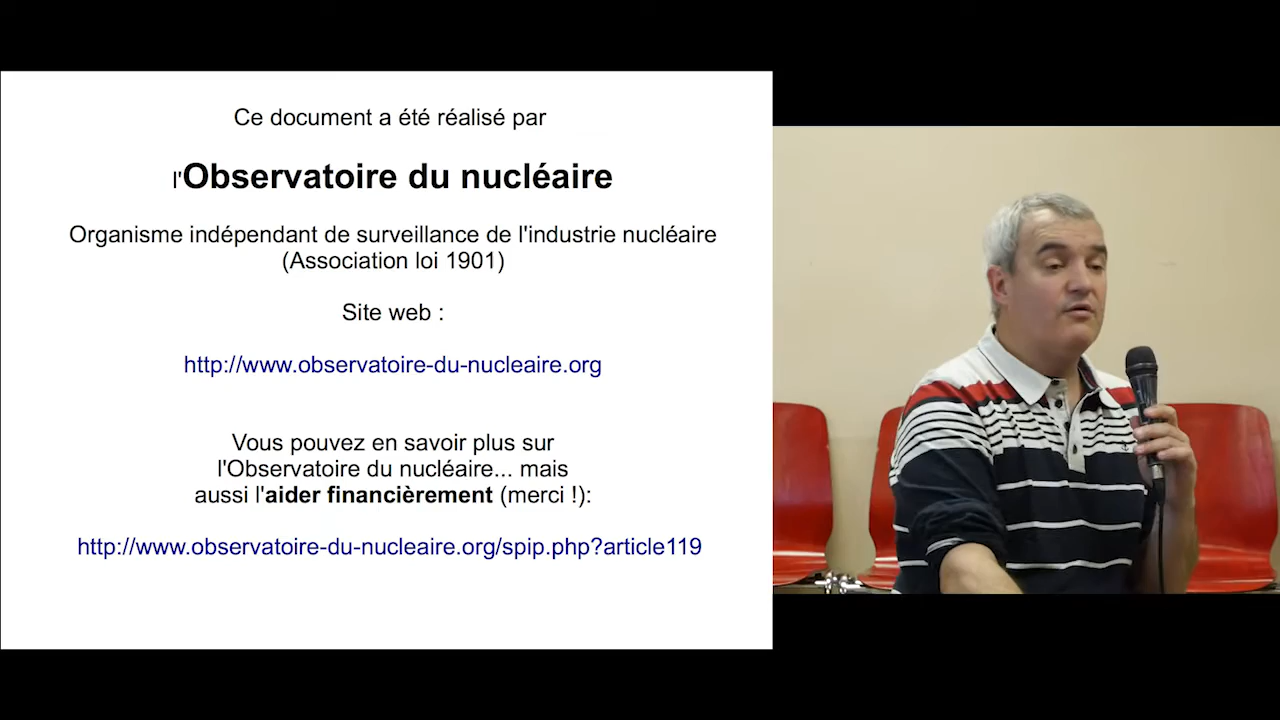 Ce document a été réalisé par
l'Observatoire du nucléaire
Organisme indépendant de surveillance de l'industrie nucléaire
(Association loi 1901)
Site web :
http://www.observatoire-du-nucleaire.org
Vous pouvez en savoir plus sur
l'Observatoire du nucléaire... mais
aussi l'aider financièrement (merci !):
http://www.observatoire-du-nucleaire.org/spip.php?article119